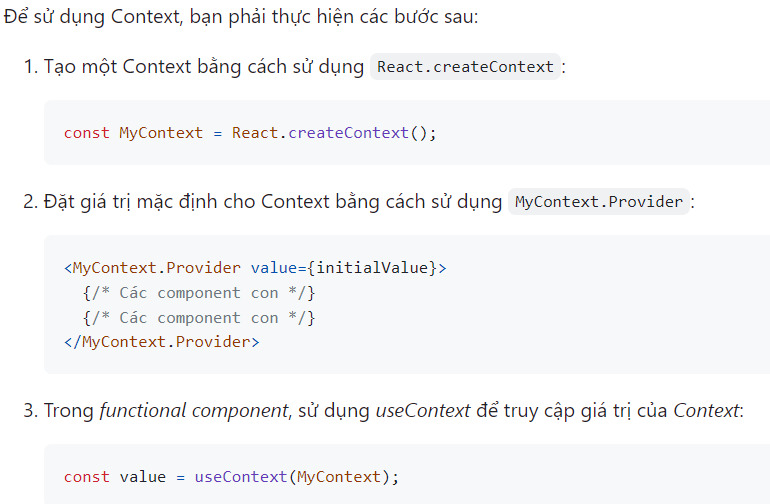 Để sử dụng Context, bạn phải thực hiện các bước sau:
1. Tạo một Context bằng cách sử dụng React.createContext:
const MyContext = React.createContext();
2. Đặt giá trị mặc định cho Context bằng cách sử dụng MyContext.Provider:
<MyContext.Provider value={initialValue}>
  {/* Các component con */}
  {/* Các component con */}
</MyContext.Provider>
3. Trong functional component, sử dụng useContext để truy cập giá trị của Context:
const value = useContext(MyContext);